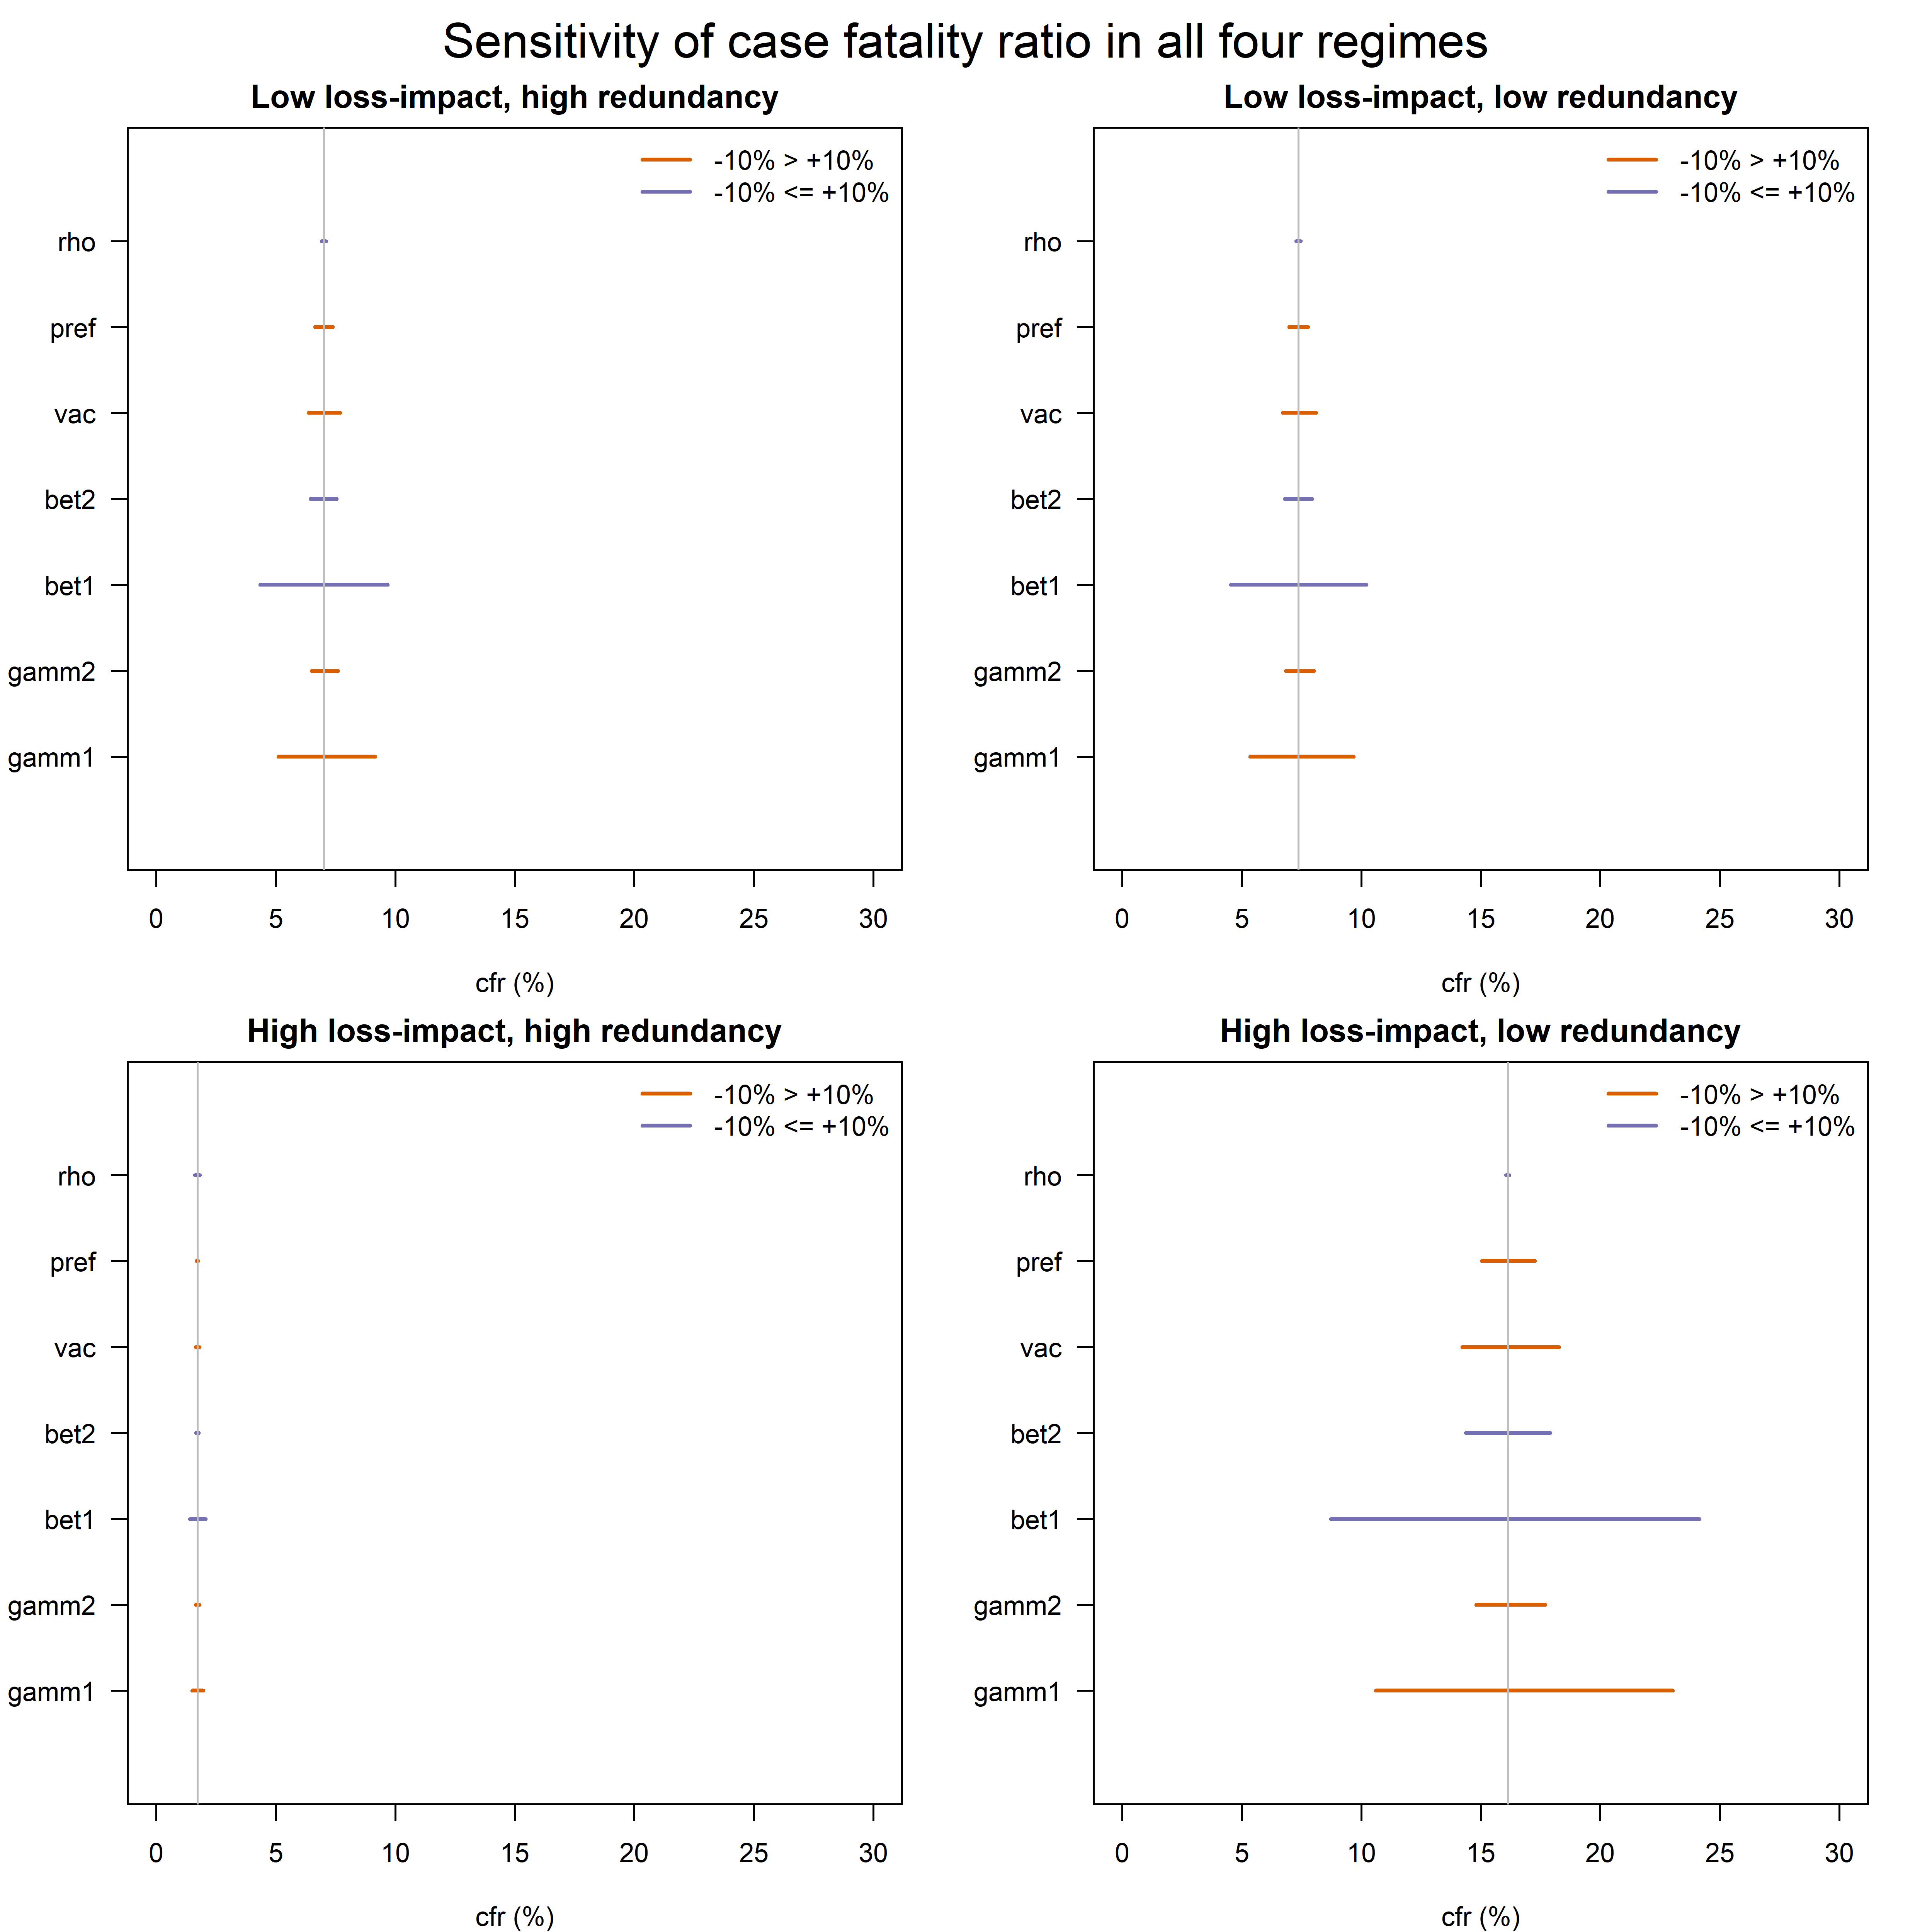 Sensitivity of case fatality ratio in all four regimes
Low loss-impact, high redundancy
-10% > +10%
-10% <= +10%
rho
pref
vac
bet2
bet1
gamm2
gamm1
0 5 10 15 20 25 30
cfr (%)
Low loss-impact, low redundancy
-10% > +10%
-10% <= +10%
rho
pref
vac
bet2
bet1
gamm2
gamm1
0 5 10 15 20 25 30
cfr (%)
High loss-impact, high redundancy
-10% > +10%
-10% <= +10%
rho
pref
vac
bet2
bet1
gamm2
gamm1
0 5 10 15 20 25 30
cfr (%)
High loss-impact, low redundancy
-10% > +10%
-10% <= +10%
rho
pref
vac
bet2
bet1
gamm2
gamm1
0 5 10 15 20 25 30
cfr (%)